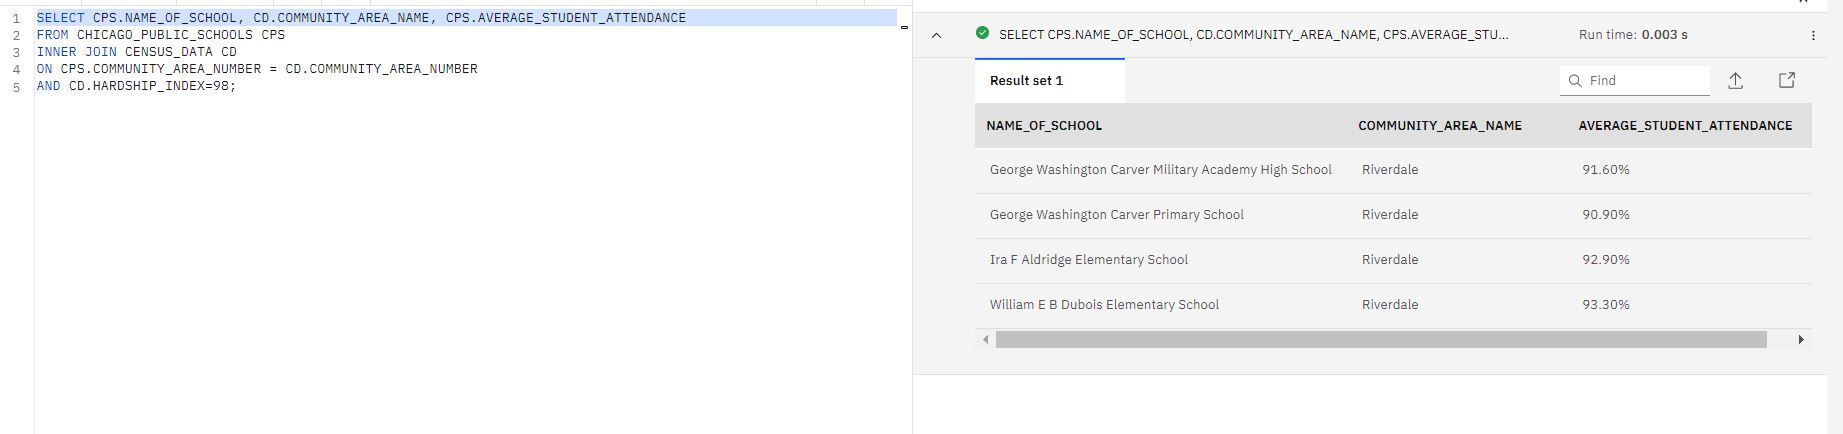 1 SELECT CPS.NAME_OF_SCHOOL, CD.COMMUNITY_AREA_NAME, CPS.AVERAGE_STUDENT_ATTENDANCE
2 FROM CHICAGO_PUBLIC_SCHOOLS CPS
3 INNER JOIN CENSUS_DATA CD
4 ON CPS.COMMUNITY_AREA_NUMBER = CD.COMMUNITY_AREA_NUMBER
5 AND CD.HARDSHIP_INDEX=98;
SELECT CPS.NAME_OF_SCHOOL, CD.COMMUNITY_AREA_NAME, CPS.AVERAGE_STU... Run time: 0.003 s
Result set 1 Find
NAME_OF_SCHOOL COMMUNITY_AREA_NAME AVERAGE_STUDENT_ATTENDANCE
George Washington Carver Military Academy High School Riverdale 91.60%
George Washington Carver Primary School Riverdale 90.90%
Ira F Aldridge Elementary School Riverdale 92.90%
William E B Dubois Elementary School Riverdale 93.30%